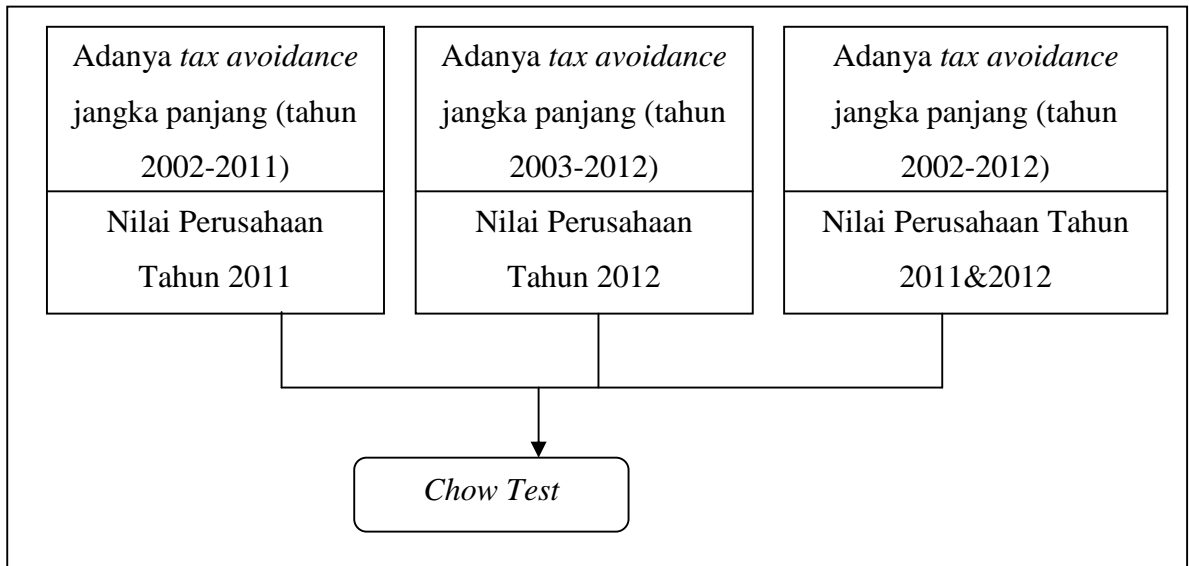 Adanya tax avoidance
jangka panjang (tahun
2002-2011)
Nilai Perusahaan
Tahun 2011
Adanya tax avoidance
jangka panjang (tahun
2003-2012)
Nilai Perusahaan
Tahun 2012
Adanya tax avoidance
jangka panjang (tahun
2002-2012)
Nilai Perusahaan Tahun
2011&2012
Chow Test